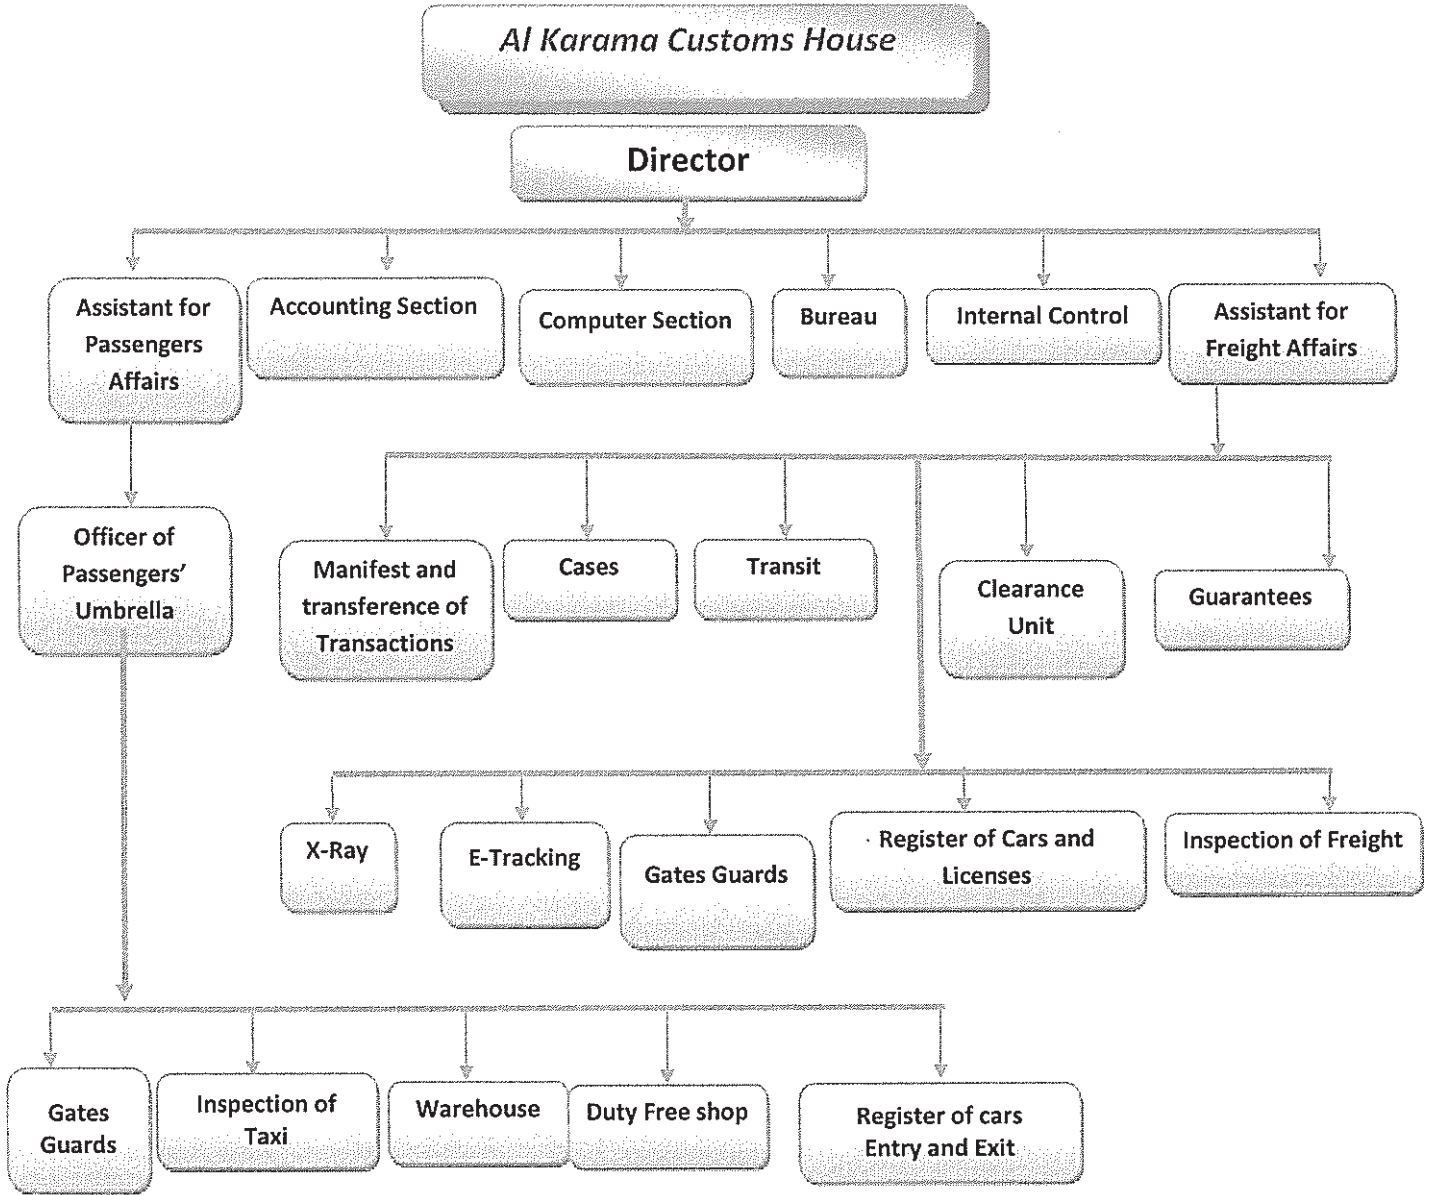 Al Karama Customs House
Director
Assistant for
Passengers
Affairs
Accounting Section
Computer Section
Bureau
Internal Control
Assistant for
Freight Affairs
Officer of
Passengers’
Umbrella
Manifest and
transference of
Transactions
Cases
Transit
Clearance
Unit
Guarantees
X-Ray
E-Tracking
Gates Guards
Register of Cars and
Licenses
Inspection of Freight
Gates
Guards
Inspection of
Taxi
Warehouse
Duty Free shop
Register of cars
Entry and Exit